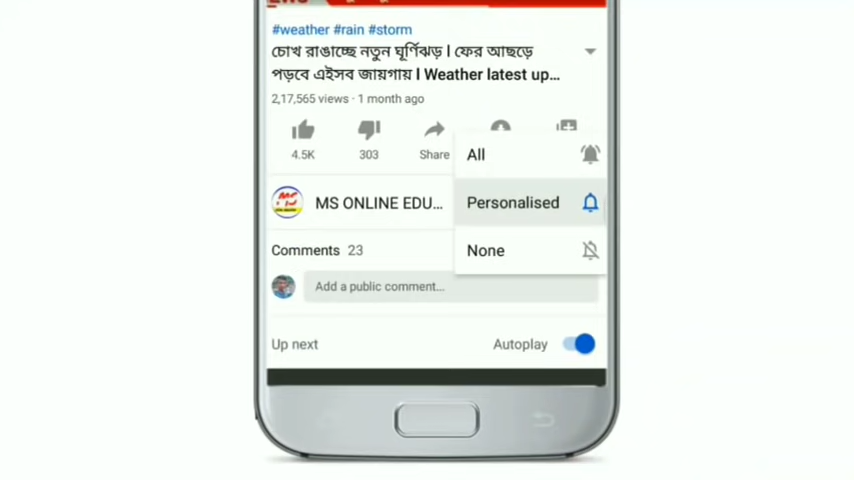 #weather #rain #storm
চোখ রাঙাচ্ছে নতুন ঘূর্ণিঝড় l ফের আছড়ে
পড়বে এইসব জায়গায় l Weather latest up...
2,17,565 views · 1 month ago
4.5K 303 Share
All
MS ONLINE EDU...
Personalised
None
Comments 23
Add a public comment...
Up next Autoplay